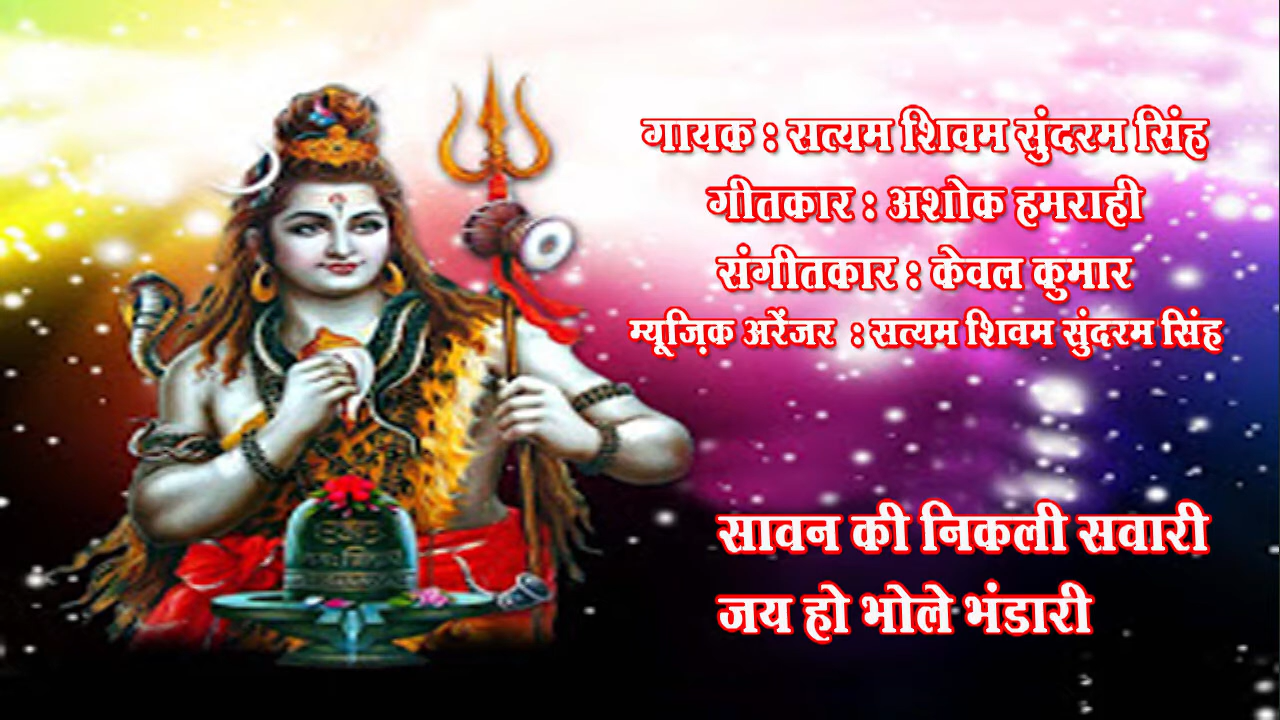 गायक : सत्यम शिवम सुंदरम सिंह
गीतकार : अशोक हमराही
संगीतकार : केवल कुमार
म्यूज़िक अरेंजर : सत्यम शिवम सुंदरम सिंह
सावन की निकली सवारी
जय हो भोले भंडारी